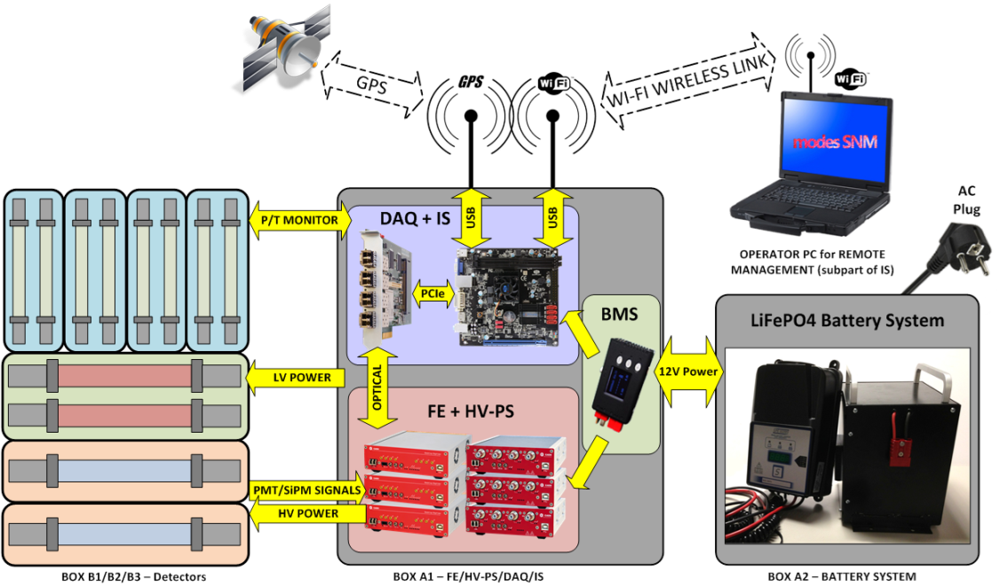 GPS
GPS
Wi Fi
WI-FI WIRELESS LINK
Wi Fi
modes SNM
AC
Plug
OPERATOR PC for REMOTE
MANAGEMENT (subpart of IS)
P/T MONITOR
DAQ + IS
USB
USB
PCIe
BMS
LV POWER
OPTICAL
12V Power
LiFePO4 Battery System
FE + HV-PS
PMT/SiPM SIGNALS
HV POWER
S
BOX B1/B2/B3 – Detectors
BOX A1 – FE/HV-PS/DAQ/IS
BOX A2 – BATTERY SYSTEM